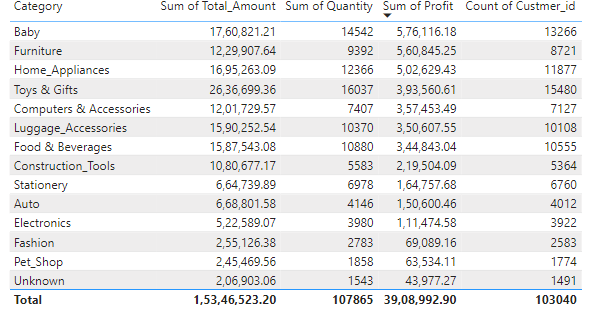 Category Sum of Total_Amount Sum of Quantity Sum of Profit Count of Custmer_id
Baby 17,60,821.21 14542 5,76,116.18 13266
Furniture 12,29,907.64 9392 5,60,845.25 8721
Home_Appliances 16,95,263.09 12366 5,02,629.43 11877
Toys & Gifts 26,36,699.36 16037 3,93,560.61 15480
Computers & Accessories 12,01,729.57 7407 3,57,453.49 7127
Luggage_Accessories 15,90,252.54 10370 3,50,607.55 10108
Food & Beverages 15,87,543.08 10880 3,44,843.04 10555
Construction_Tools 10,80,677.17 5583 2,19,504.09 5364
Stationery 6,64,739.89 6978 1,64,757.68 6760
Auto 6,68,801.58 4146 1,50,600.46 4012
Electronics 5,22,589.07 3980 1,11,474.58 3922
Fashion 2,55,126.38 2783 69,089.16 2583
Pet_Shop 2,45,469.56 1858 63,534.11 1774
Unknown 2,06,903.06 1543 43,977.27 1491
Total 1,53,46,523.20 107865 39,08,992.90 103040